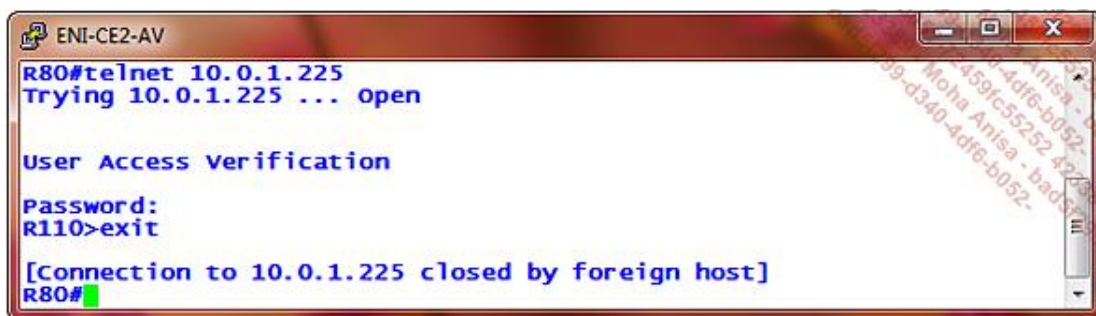 ENI-CE2-AV
R80#telnet 10.0.1.225
Trying 10.0.1.225 ... Open
User Access Verification
Password:
R110>exit
[Connection to 10.0.1.225 closed by foreign host]
R80#